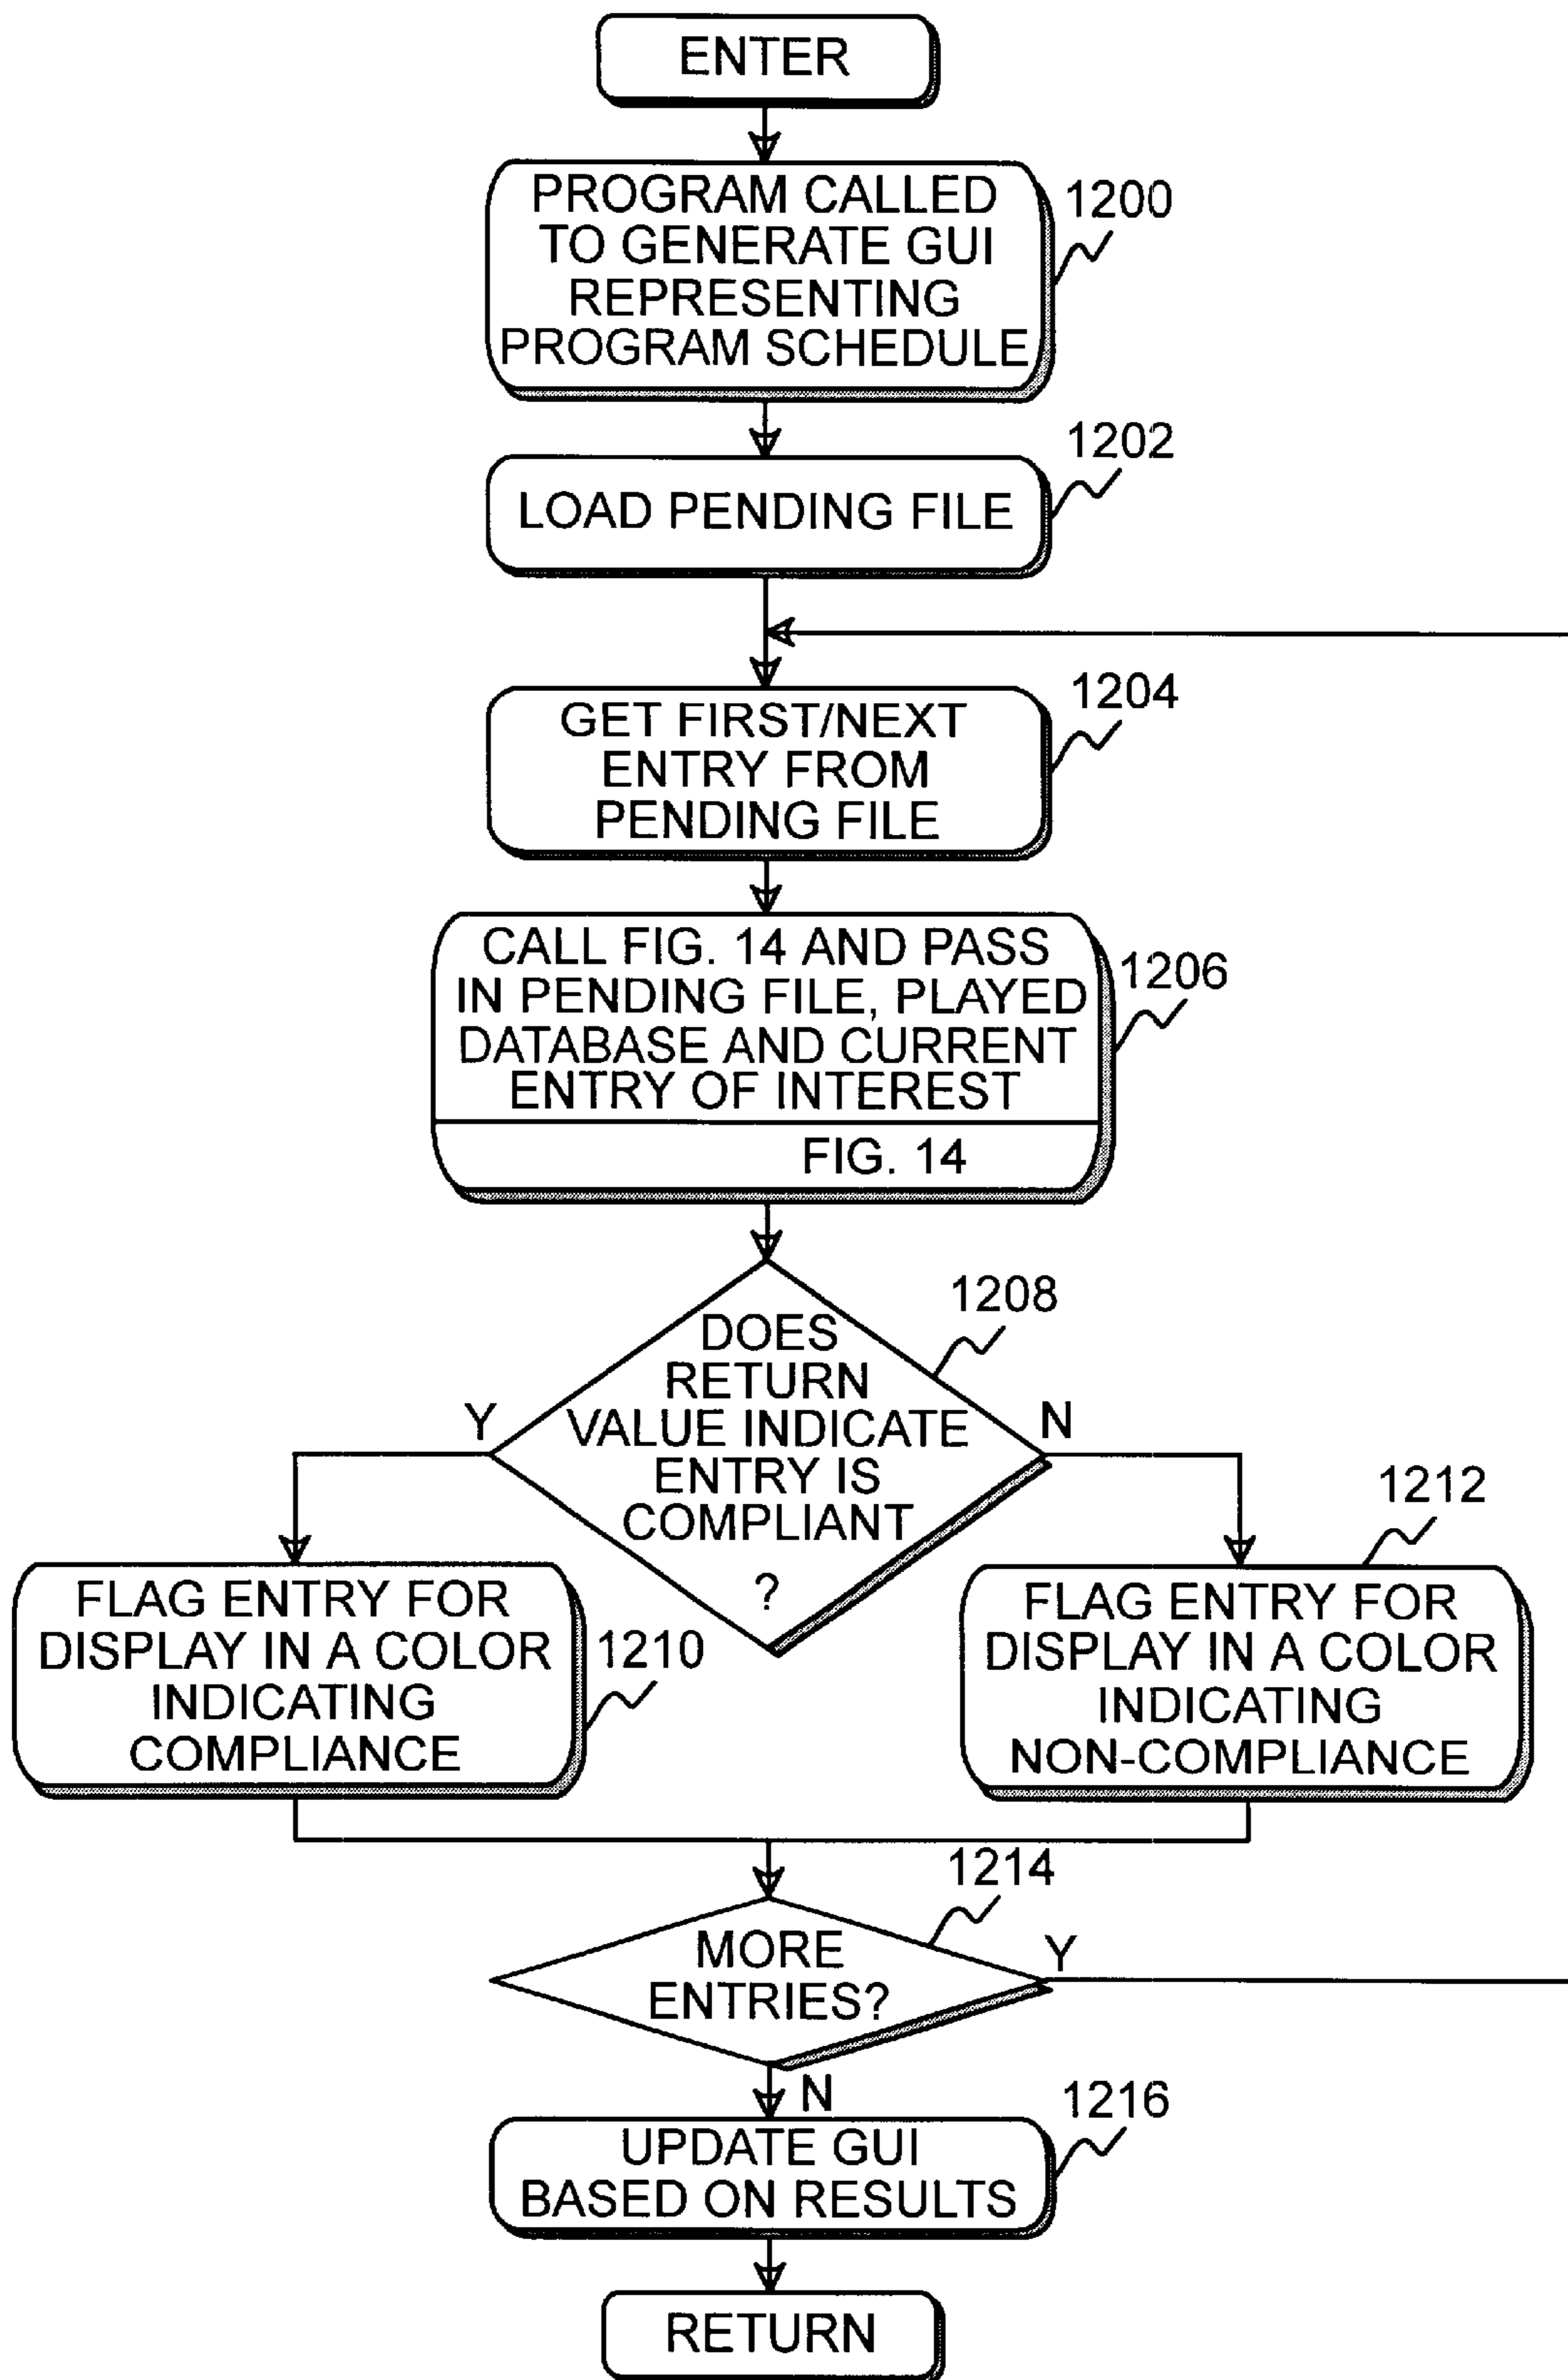 ENTER
PROGRAM CALLED
TO GENERATE GUI
REPRESENTING
PROGRAM SCHEDULE
1200
LOAD PENDING FILE
1202
GET FIRST/NEXT
ENTRY FROM
PENDING FILE
1204
CALL FIG. 14 AND PASS
IN PENDING FILE, PLAYED
DATABASE AND CURRENT
ENTRY OF INTEREST
FIG. 14
1206
DOES
RETURN
VALUE INDICATE
ENTRY IS
COMPLIANT
?
1208
Y
N
FLAG ENTRY FOR
DISPLAY IN A COLOR
INDICATING
COMPLIANCE
1210
FLAG ENTRY FOR
DISPLAY IN A COLOR
INDICATING
NON-COMPLIANCE
1212
MORE
ENTRIES?
1214
Y
N
UPDATE GUI
BASED ON RESULTS
1216
RETURN